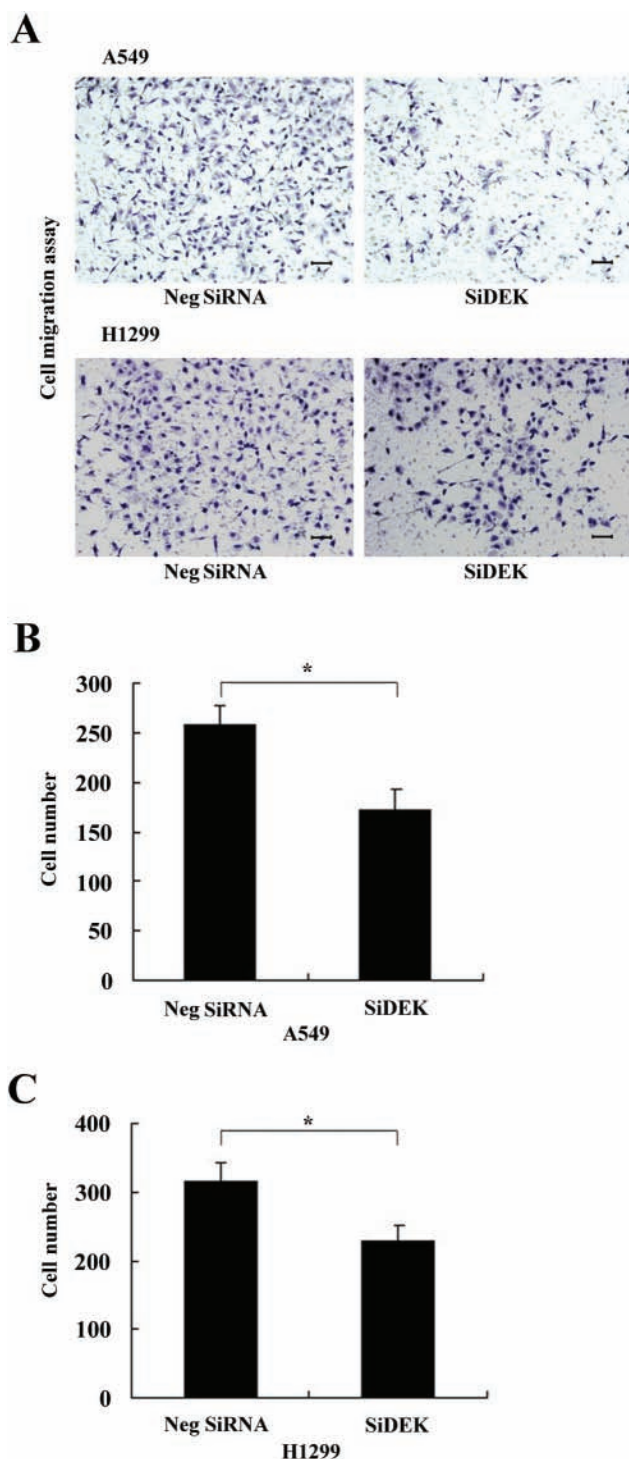 A
A549
Cell migration assay
Neg SiRNA
SiDEK
H1299
Neg SiRNA
SiDEK
B
*
300
250
200
150
100
50
0
Cell number
Neg SiRNA
SiDEK
A549
C
*
400
300
200
100
0
Cell number
Neg SiRNA
SiDEK
H1299